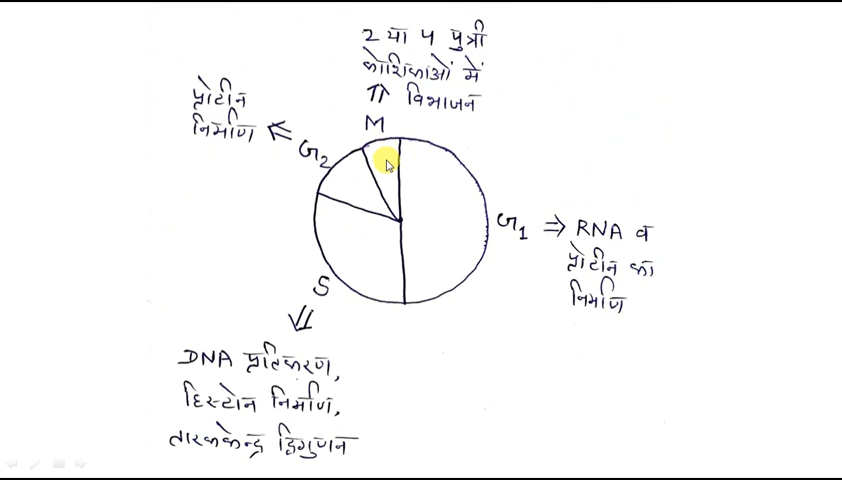 2 या 4 पुत्री
कोशिकाओं में
⇑ विभाजन
M
प्रोटीन
निर्माण ⇐ G2
G1 ⇒ RNA व
प्रोटीन का
निर्माण
S
⇓
DNA प्रतिकरण,
हिस्टोन निर्माण,
तारककेन्द्र द्विगुणन